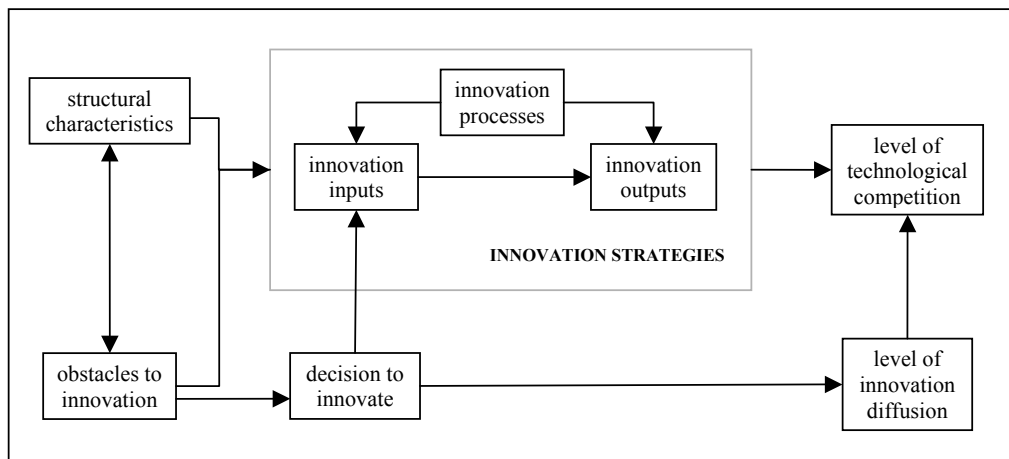 structural
characteristics
innovation
processes
innovation
inputs
innovation
outputs
level of
technological
competition
INNOVATION STRATEGIES
obstacles to
innovation
decision to
innovate
level of
innovation
diffusion